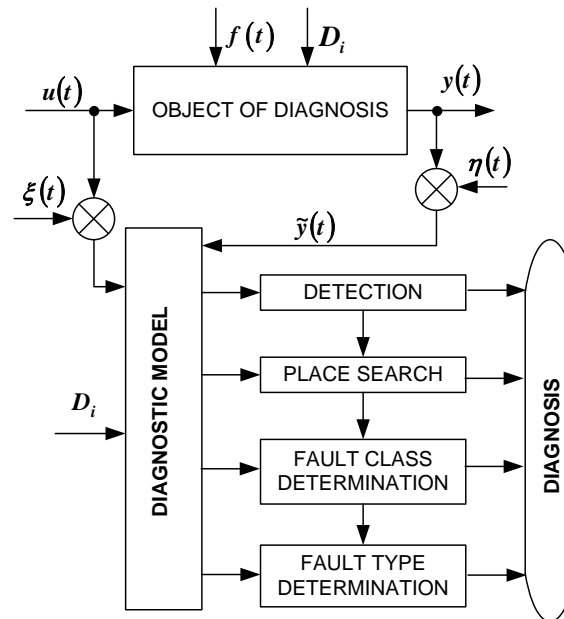 f(t) D_i
u(t)
OBJECT OF DIAGNOSIS
y(t)
ξ(t)
η(t)
ỹ(t)
DIAGNOSTIC MODEL
D_i
DETECTION
PLACE SEARCH
FAULT CLASS
DETERMINATION
FAULT TYPE
DETERMINATION
DIAGNOSIS